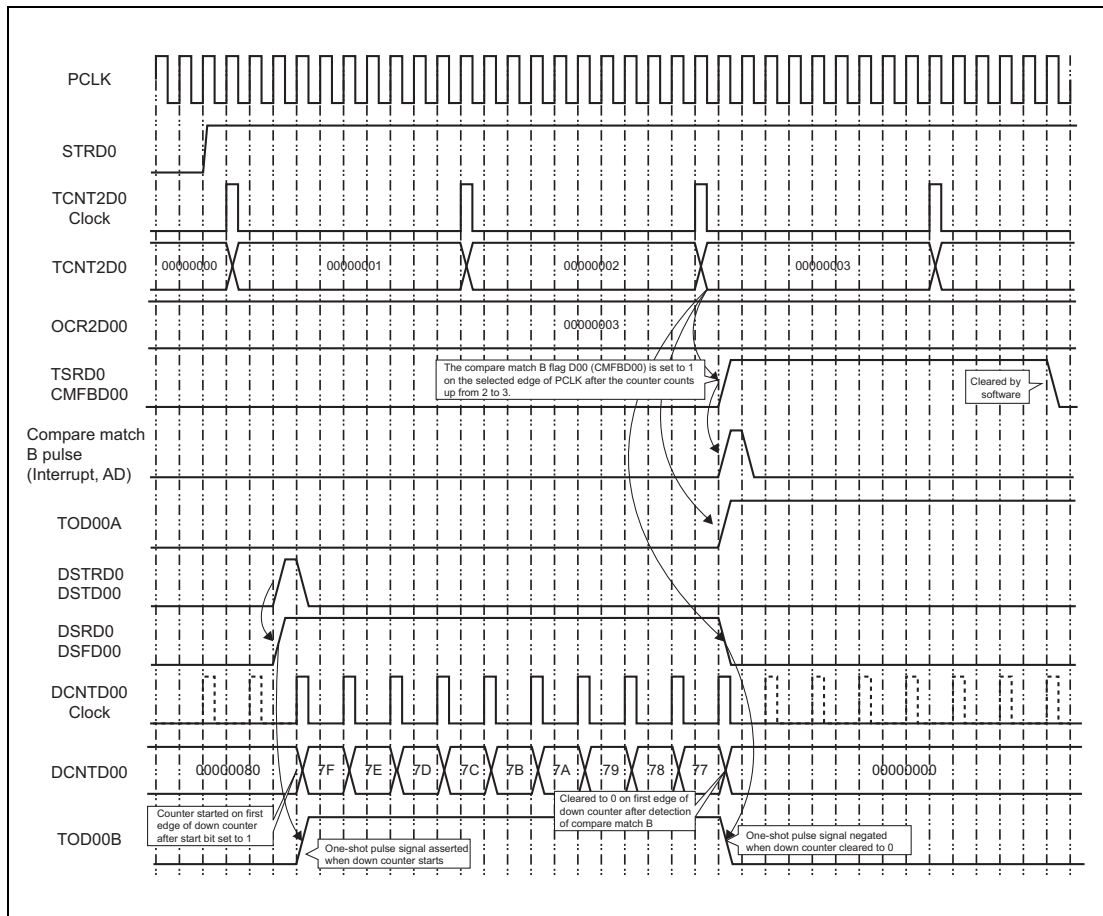 PCLK
STRD0
TCNT2D0
Clock
TCNT2D0
00000000
00000001
00000002
00000003
OCR2D00
00000003
TSRD0
CMFBD00
The compare match B flag D00 (CMFBD00) is set to 1
on the selected edge of PCLK after the counter counts
up from 2 to 3.
Cleared by
software
Compare match
B pulse
(Interrupt, AD)
TOD00A
DSTRD0
DSTD00
DSRD0
DSFD00
DCNTD00
Clock
DCNTD00
00000080
7F
7E
7D
7C
7B
7A
79
78
77
00000000
Counter started on first
edge of down counter
after start bit set to 1
Cleared to 0 on first edge of
down counter after detection
of compare match B
TOD00B
One-shot pulse signal asserted
when down counter starts
One-shot pulse signal negated
when down counter cleared to 0